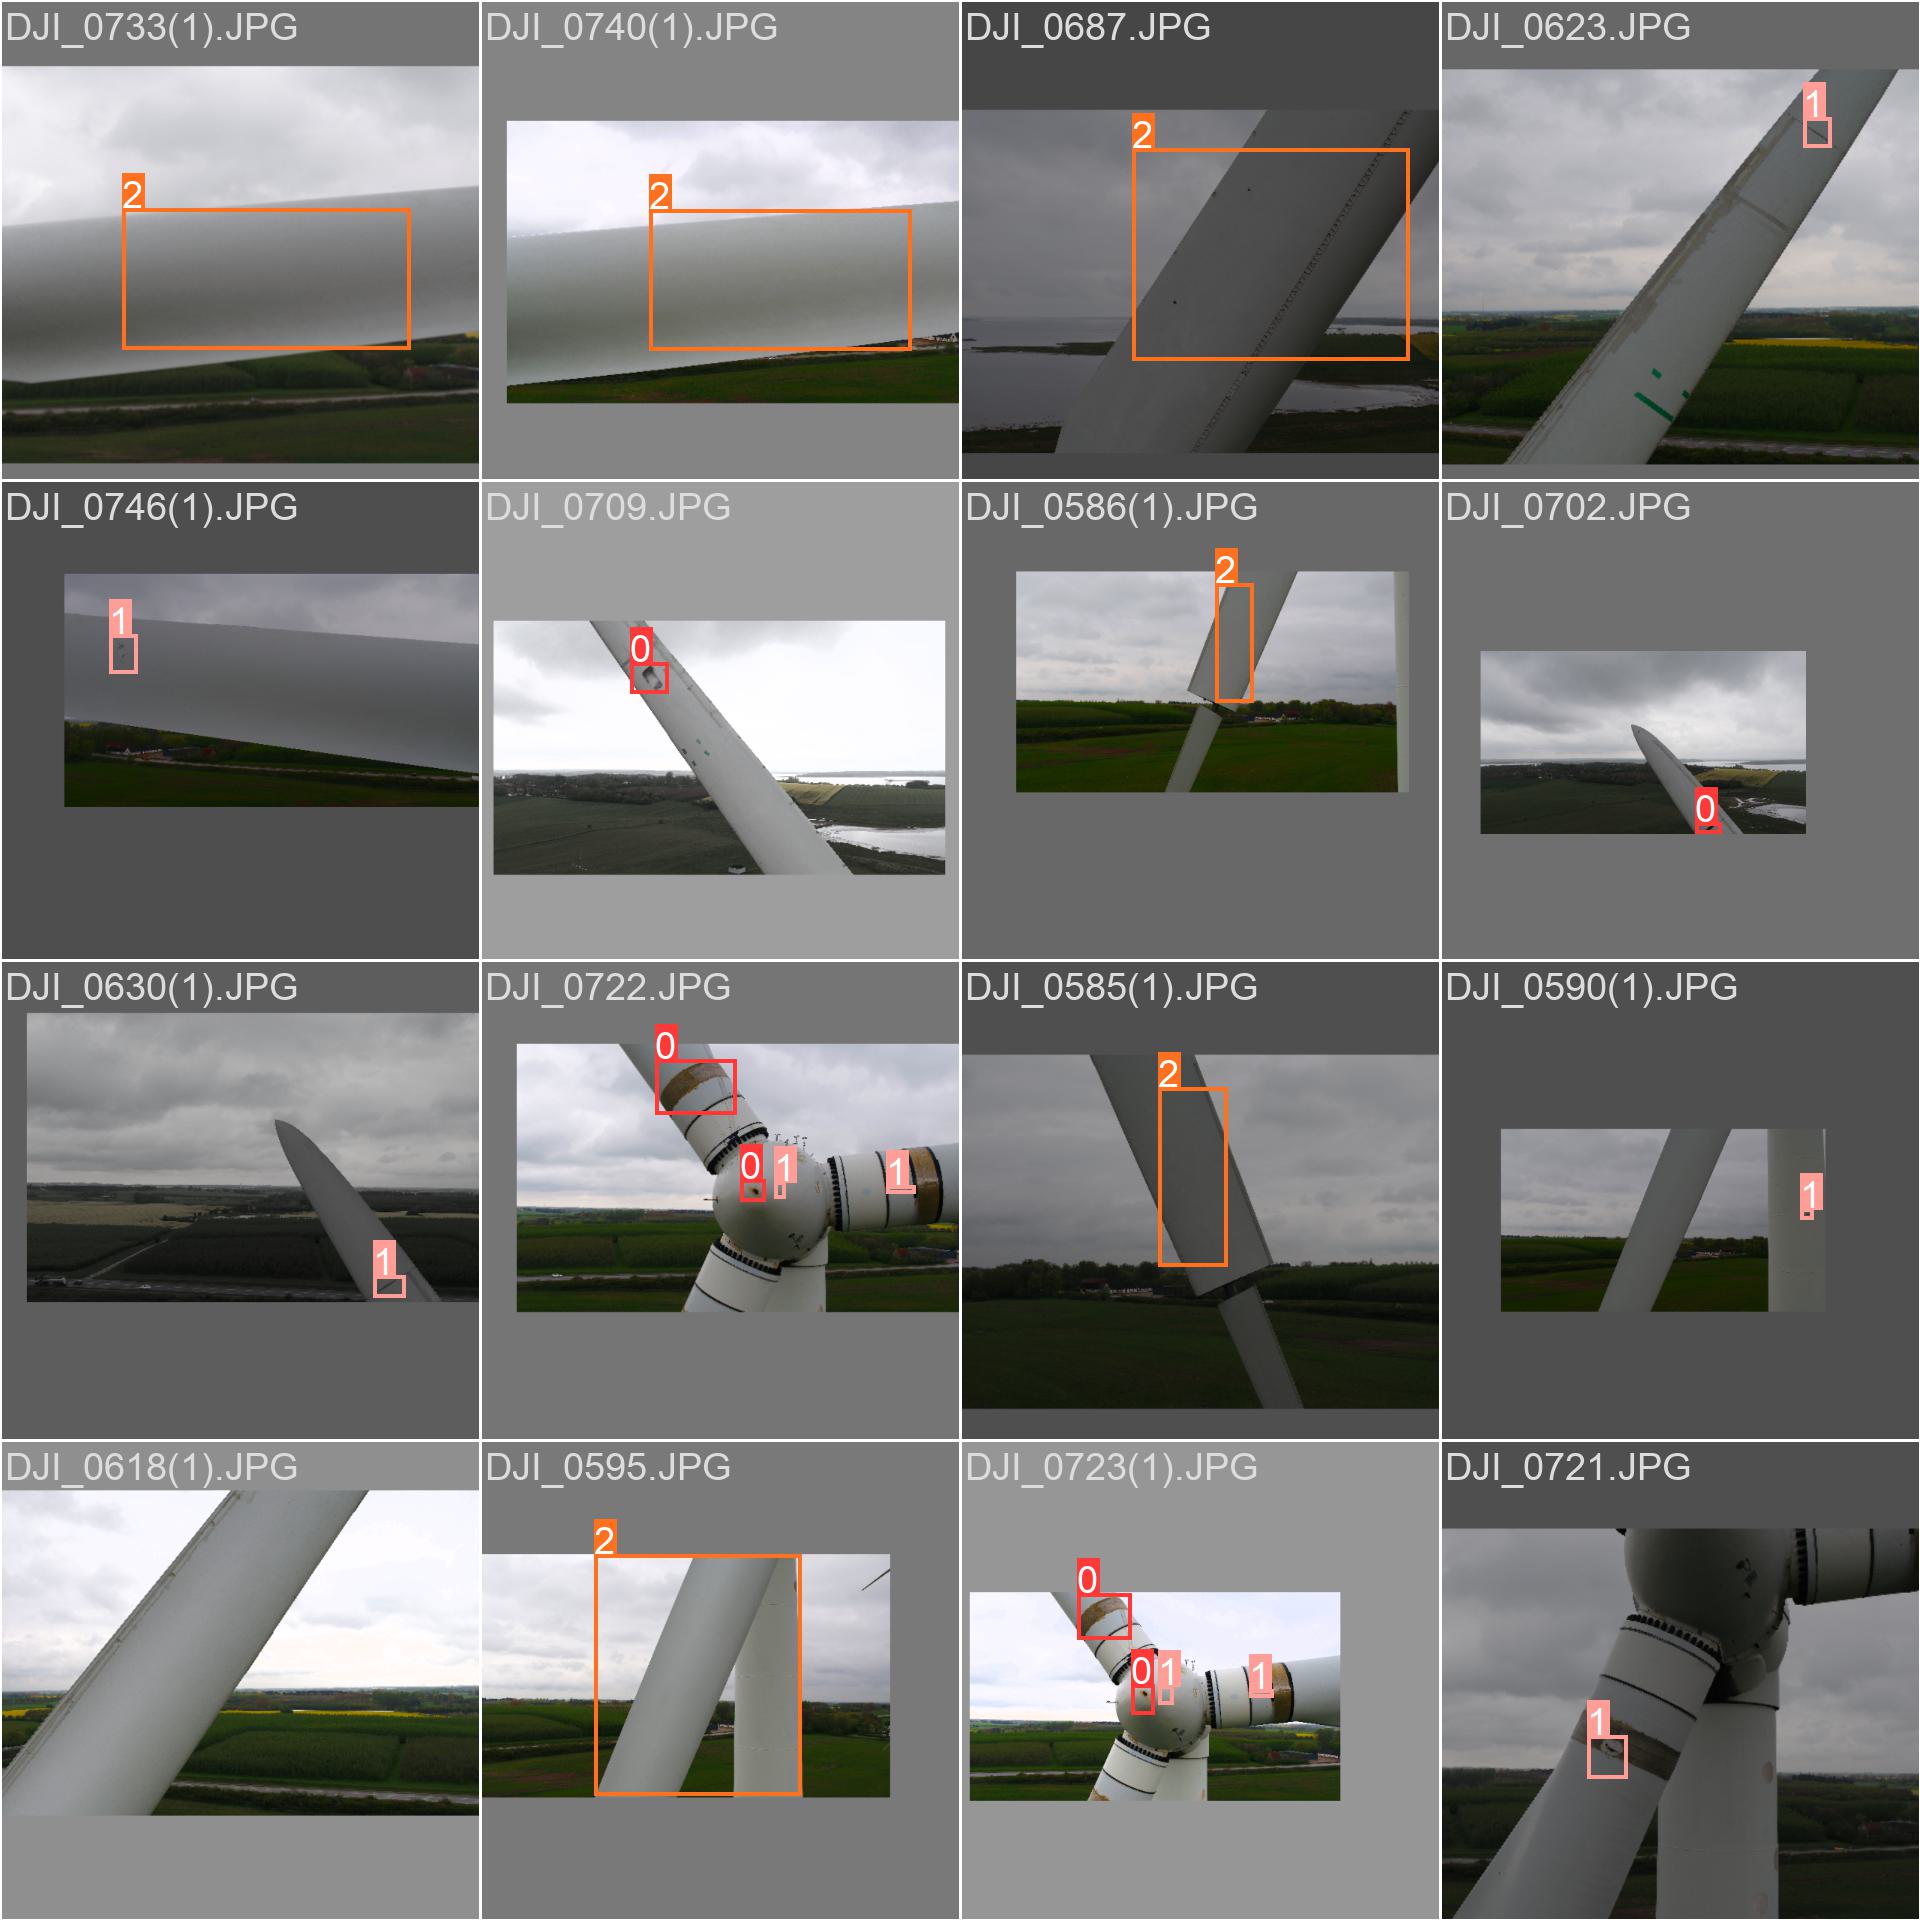 DJI_0733(1).JPG
2
DJI_0740(1).JPG
2
DJI_0687.JPG
2
DJI_0623.JPG
1
DJI_0746(1).JPG
1
DJI_0709.JPG
0
DJI_0586(1).JPG
2
DJI_0702.JPG
0
DJI_0630(1).JPG
1
DJI_0722.JPG
0
0
1
1
DJI_0585(1).JPG
2
DJI_0590(1).JPG
1
DJI_0618(1).JPG
DJI_0595.JPG
2
DJI_0723(1).JPG
0
0
1
1
DJI_0721.JPG
1